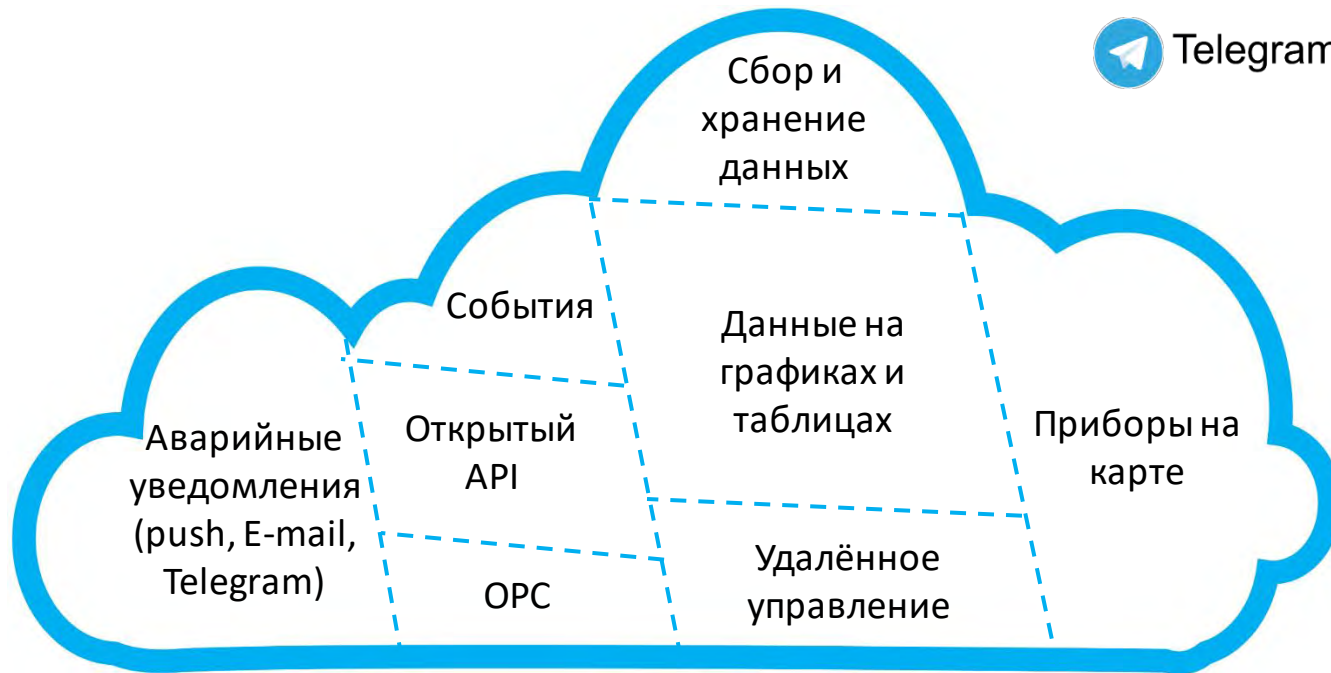 Telegram
Сбор и
хранение
данных
События
Данные на
графиках и
таблицах
Открытый
API
Приборы на
карте
Аварийные
уведомления
(push, E-mail,
Telegram)
OPC
Удалённое
управление